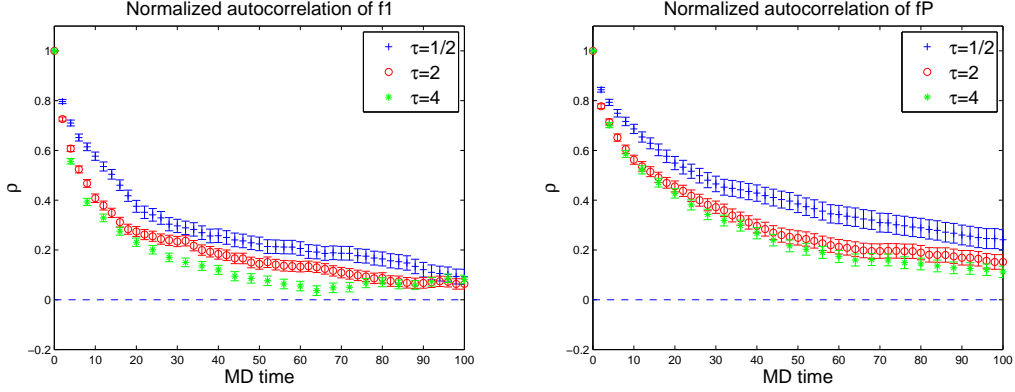 Normalized autocorrelation of f1
1
0.8
0.6
0.4
0.2
0
−0.2
ρ
0 10 20 30 40 50 60 70 80 90 100
MD time
τ=1/2
τ=2
τ=4
Normalized autocorrelation of fP
1
0.8
0.6
0.4
0.2
0
−0.2
ρ
0 10 20 30 40 50 60 70 80 90 100
MD time
τ=1/2
τ=2
τ=4